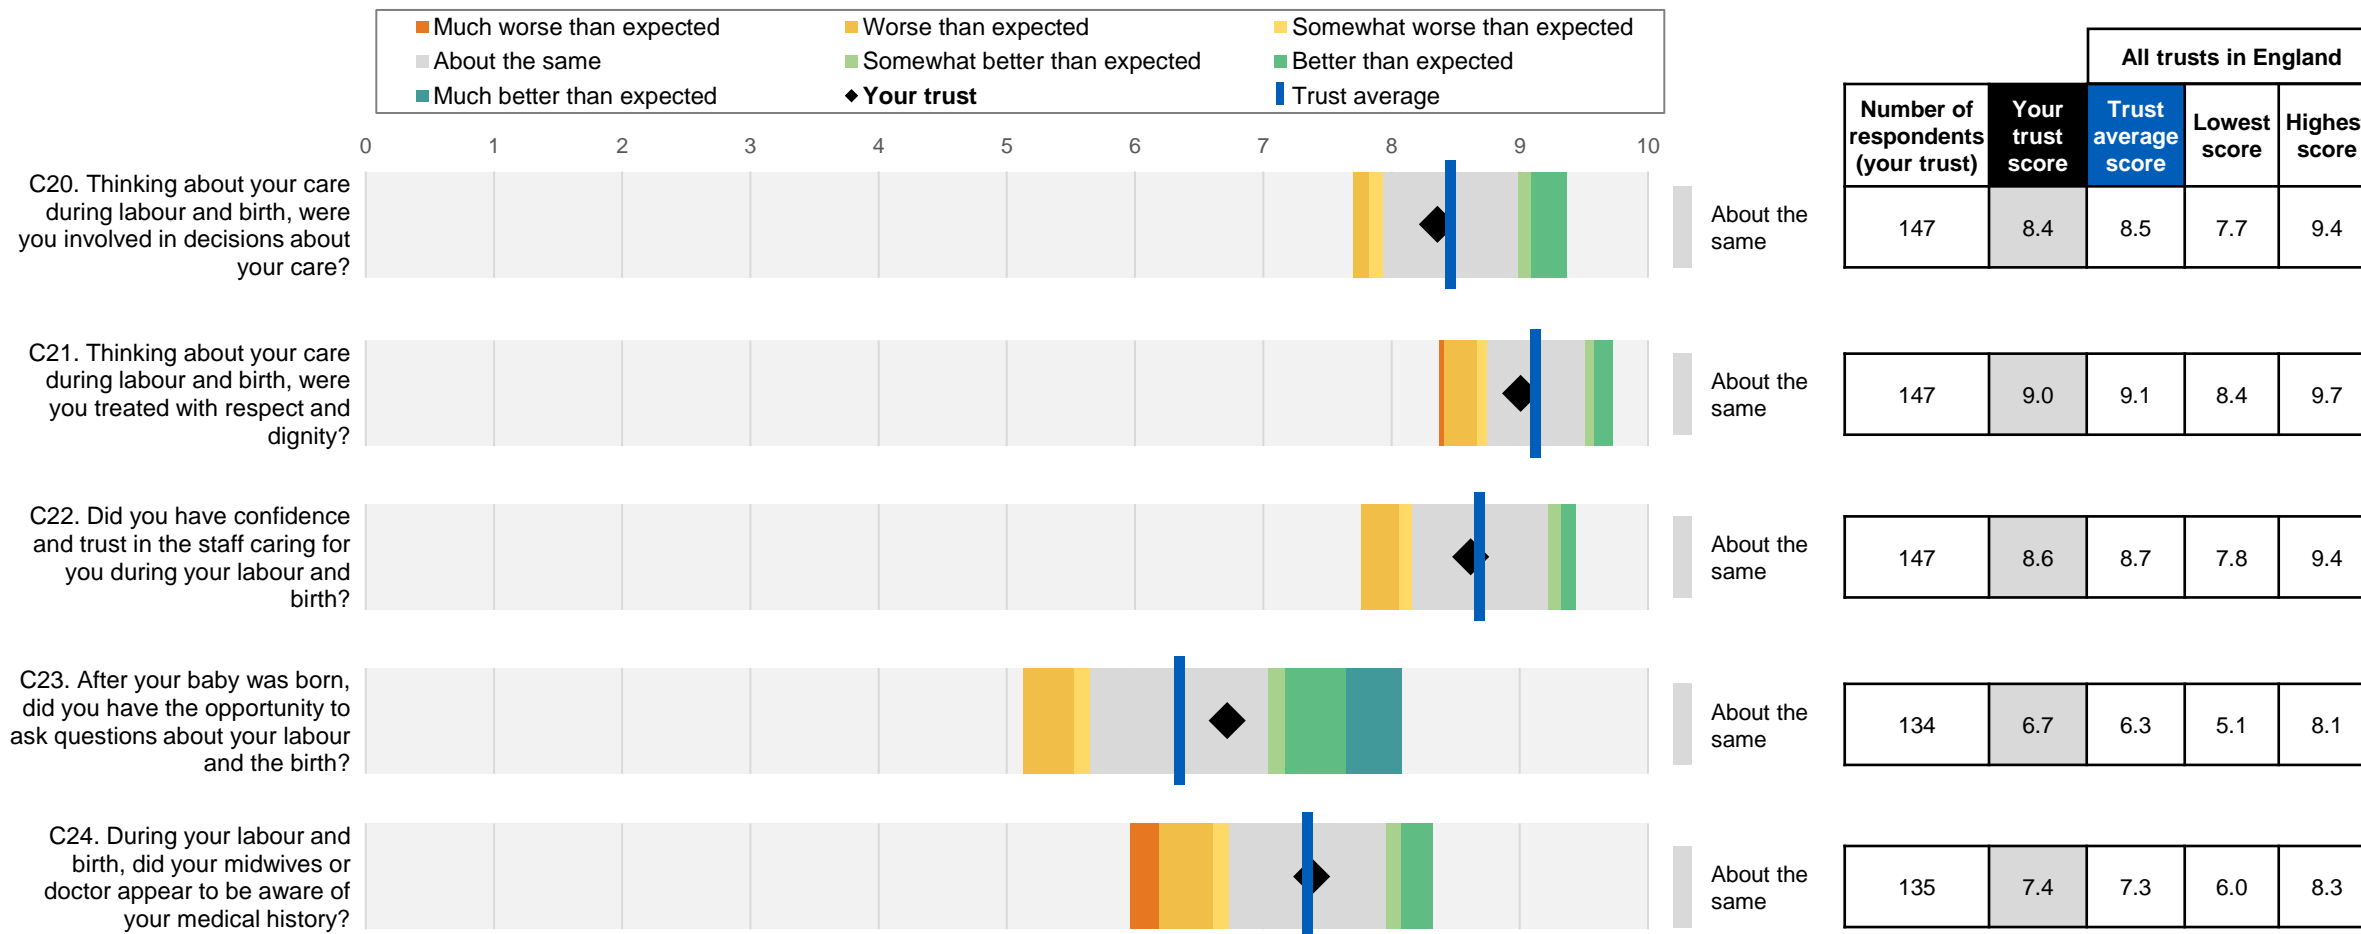 Much worse than expected
Worse than expected
Somewhat worse than expected
About the same
Somewhat better than expected
Better than expected
Much better than expected
Your trust
Trust average
0 1 2 3 4 5 6 7 8 9 10
All trusts in England
Number of
respondents
(your trust)
Your
trust
score
Trust
average
score
Lowest
score
Highes
score
C20. Thinking about your care
during labour and birth, were
you involved in decisions about
your care?
About the
same
147 8.4 8.5 7.7 9.4
C21. Thinking about your care
during labour and birth, were
you treated with respect and
dignity?
About the
same
147 9.0 9.1 8.4 9.7
C22. Did you have confidence
and trust in the staff caring for
you during your labour and
birth?
About the
same
147 8.6 8.7 7.8 9.4
C23. After your baby was born,
did you have the opportunity to
ask questions about your labour
and the birth?
About the
same
134 6.7 6.3 5.1 8.1
C24. During your labour and
birth, did your midwives or
doctor appear to be aware of
your medical history?
About the
same
135 7.4 7.3 6.0 8.3